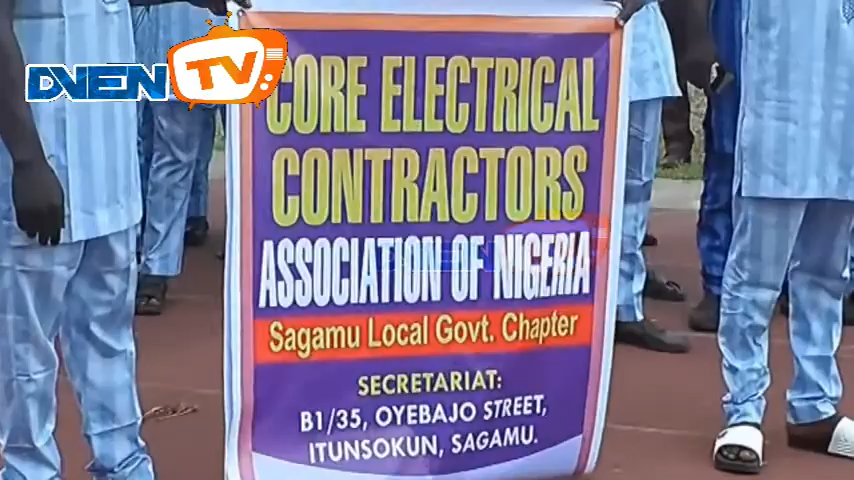 DVEN TV
CORE ELECTRICAL
CONTRACTORS
ASSOCIATION OF NIGERIA
Sagamu Local Govt. Chapter
SECRETARIAT:
B1/35, OYEBAJO STREET,
ITUNSOKUN, SAGAMU.